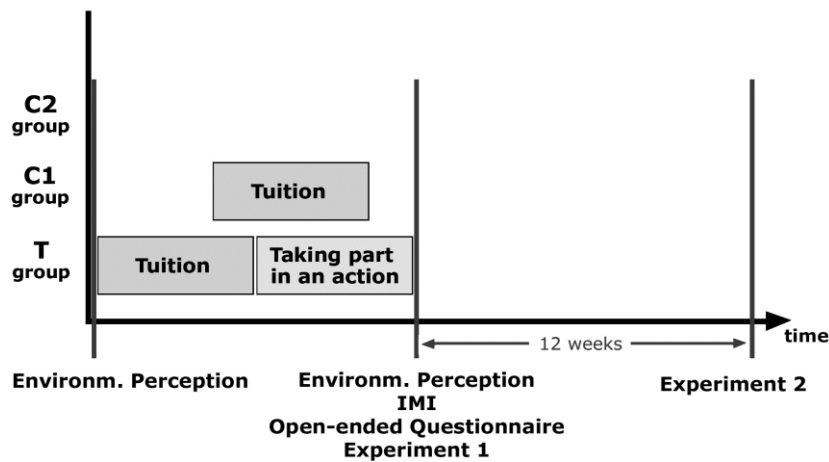 C2
group
C1
group
Tuition
T
group
Tuition
Taking part
in an action
time
12 weeks
Environm. Perception
Environm. Perception
IMI
Open-ended Questionnaire
Experiment 1
Experiment 2